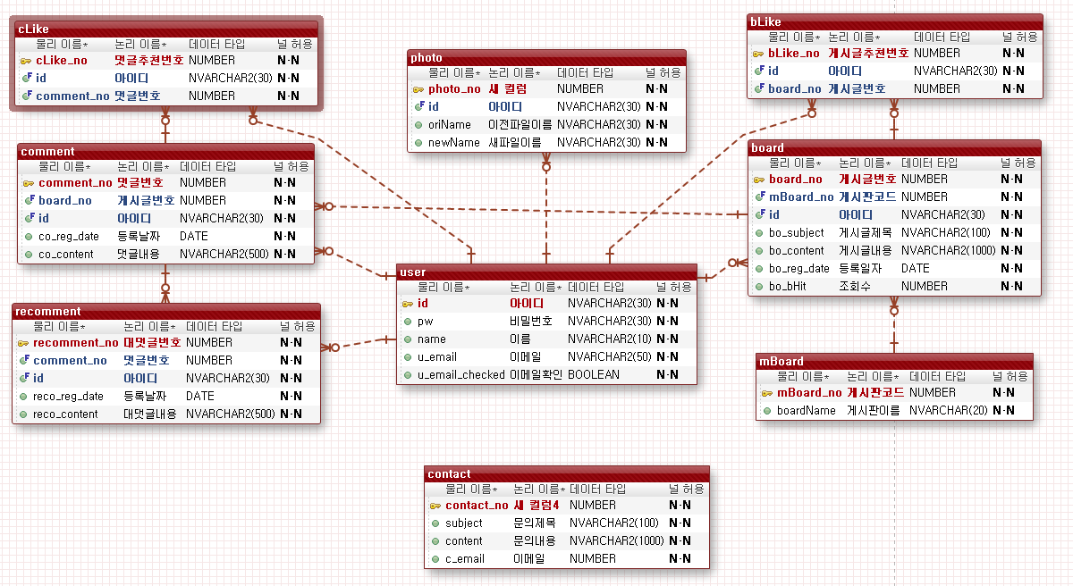 cLike
물리 이름* 논리 이름* 데이터 타입 널 허용
cLike_no 댓글추천번호 NUMBER N-N
id 아이디 NVARCHAR2(30) N-N
comment_no 댓글번호 NUMBER N-N
photo
물리 이름* 논리 이름* 데이터 타입 널 허용
photo_no 새 컬럼 NUMBER N-N
id 아이디 NVARCHAR2(30) N-N
oriName 이전파일이름 NVARCHAR2(30) N-N
newName 새파일이름 NVARCHAR2(30) N-N
bLike
물리 이름* 논리 이름* 데이터 타입 널 허용
bLike_no 게시글추천번호 NUMBER N-N
id 아이디 NVARCHAR2(30) N-N
board_no 게시글번호 NUMBER N-N
comment
물리 이름* 논리 이름* 데이터 타입 널 허용
comment_no 댓글번호 NUMBER N-N
board_no 게시글번호 NUMBER N-N
id 아이디 NVARCHAR2(30) N-N
co_reg_date 등록날짜 DATE N-N
co_content 댓글내용 NVARCHAR2(500) N-N
board
물리 이름* 논리 이름* 데이터 타입 널 허용
board_no 게시글번호 NUMBER N-N
mBoard_no 게시판코드 NUMBER N-N
id 아이디 NVARCHAR2(30) N-N
bo_subject 게시글제목 NVARCHAR2(100) N-N
bo_content 게시글내용 NVARCHAR2(1000) N-N
bo_reg_date 등록일자 DATE N-N
bo_bHit 조회수 NUMBER N-N
user
물리 이름* 논리 이름* 데이터 타입 널 허용
id 아이디 NVARCHAR2(30) N-N
pw 비밀번호 NVARCHAR2(30) N-N
name 이름 NVARCHAR2(10) N-N
u_email 이메일 NVARCHAR2(50) N-N
u_email_checked 이메일확인 BOOLEAN N-N
recomment
물리 이름* 논리 이름* 데이터 타입 널 허용
recomment_no 대댓글번호 NUMBER N-N
comment_no 댓글번호 NUMBER N-N
id 아이디 NVARCHAR2(30) N-N
reco_reg_date 등록날짜 DATE N-N
reco_content 대댓글내용 NVARCHAR2(500) N-N
mBoard
물리 이름* 논리 이름* 데이터 타입 널 허용
mBoard_no 게시판코드 NUMBER N-N
boardName 게시판이름 NVARCHAR(20) N-N
contact
물리 이름* 논리 이름* 데이터 타입 널 허용
contact_no 새 컬럼4 NUMBER N-N
subject 문의제목 NVARCHAR2(100) N-N
content 문의내용 NVARCHAR2(1000) N-N
c_email 이메일 NUMBER N-N